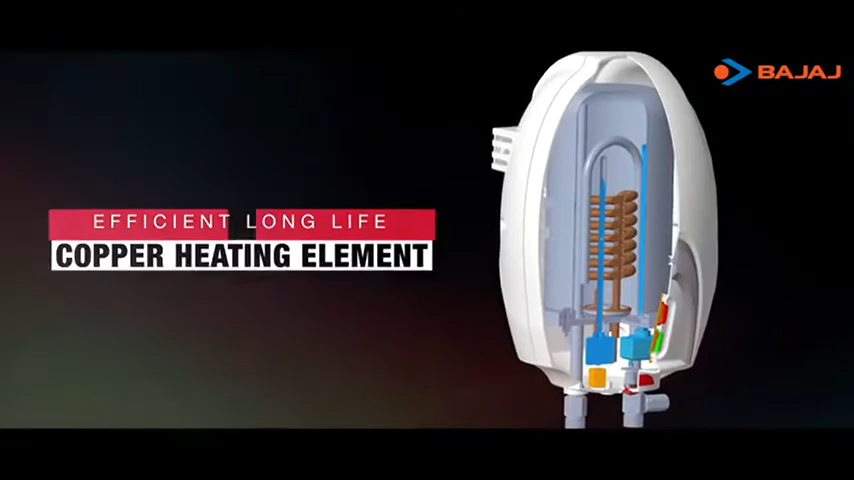 BAJAJ
EFFICIENT LONG LIFE
COPPER HEATING ELEMENT